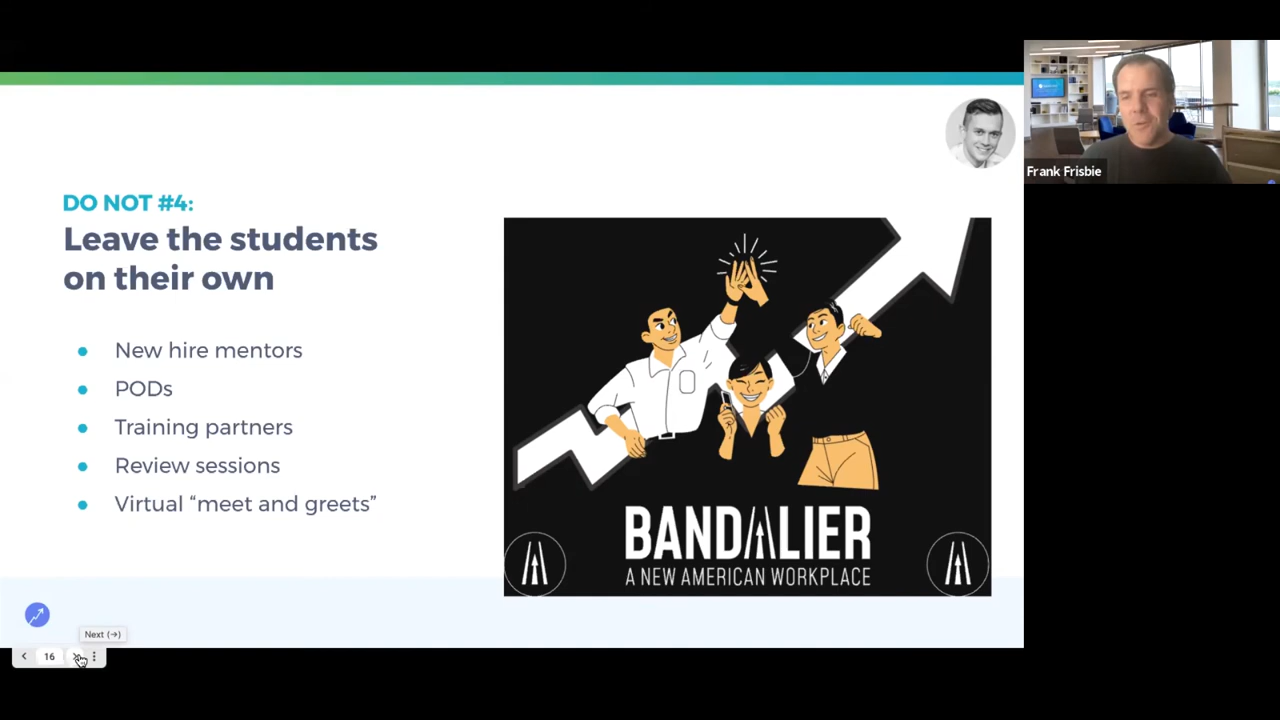 DO NOT #4:
Leave the students
on their own
● New hire mentors
● PODs
● Training partners
● Review sessions
● Virtual “meet and greets”
BANDALIER
A NEW AMERICAN WORKPLACE
Frank Frisbie
Next (→)
16